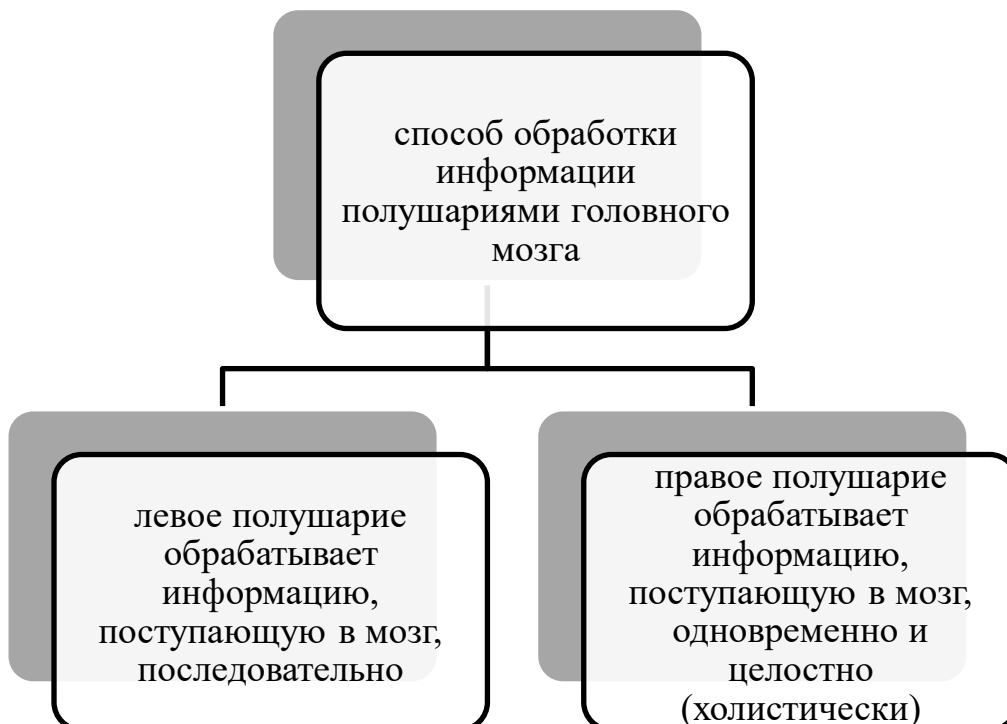 способ обработки
информации
полушариями головного
мозга
левое полушарие
обрабатывает
информацию,
поступающую в мозг,
последовательно
правое полушарие
обрабатывает
информацию,
поступающую в мозг,
одновременно и
целостно
(холистически)